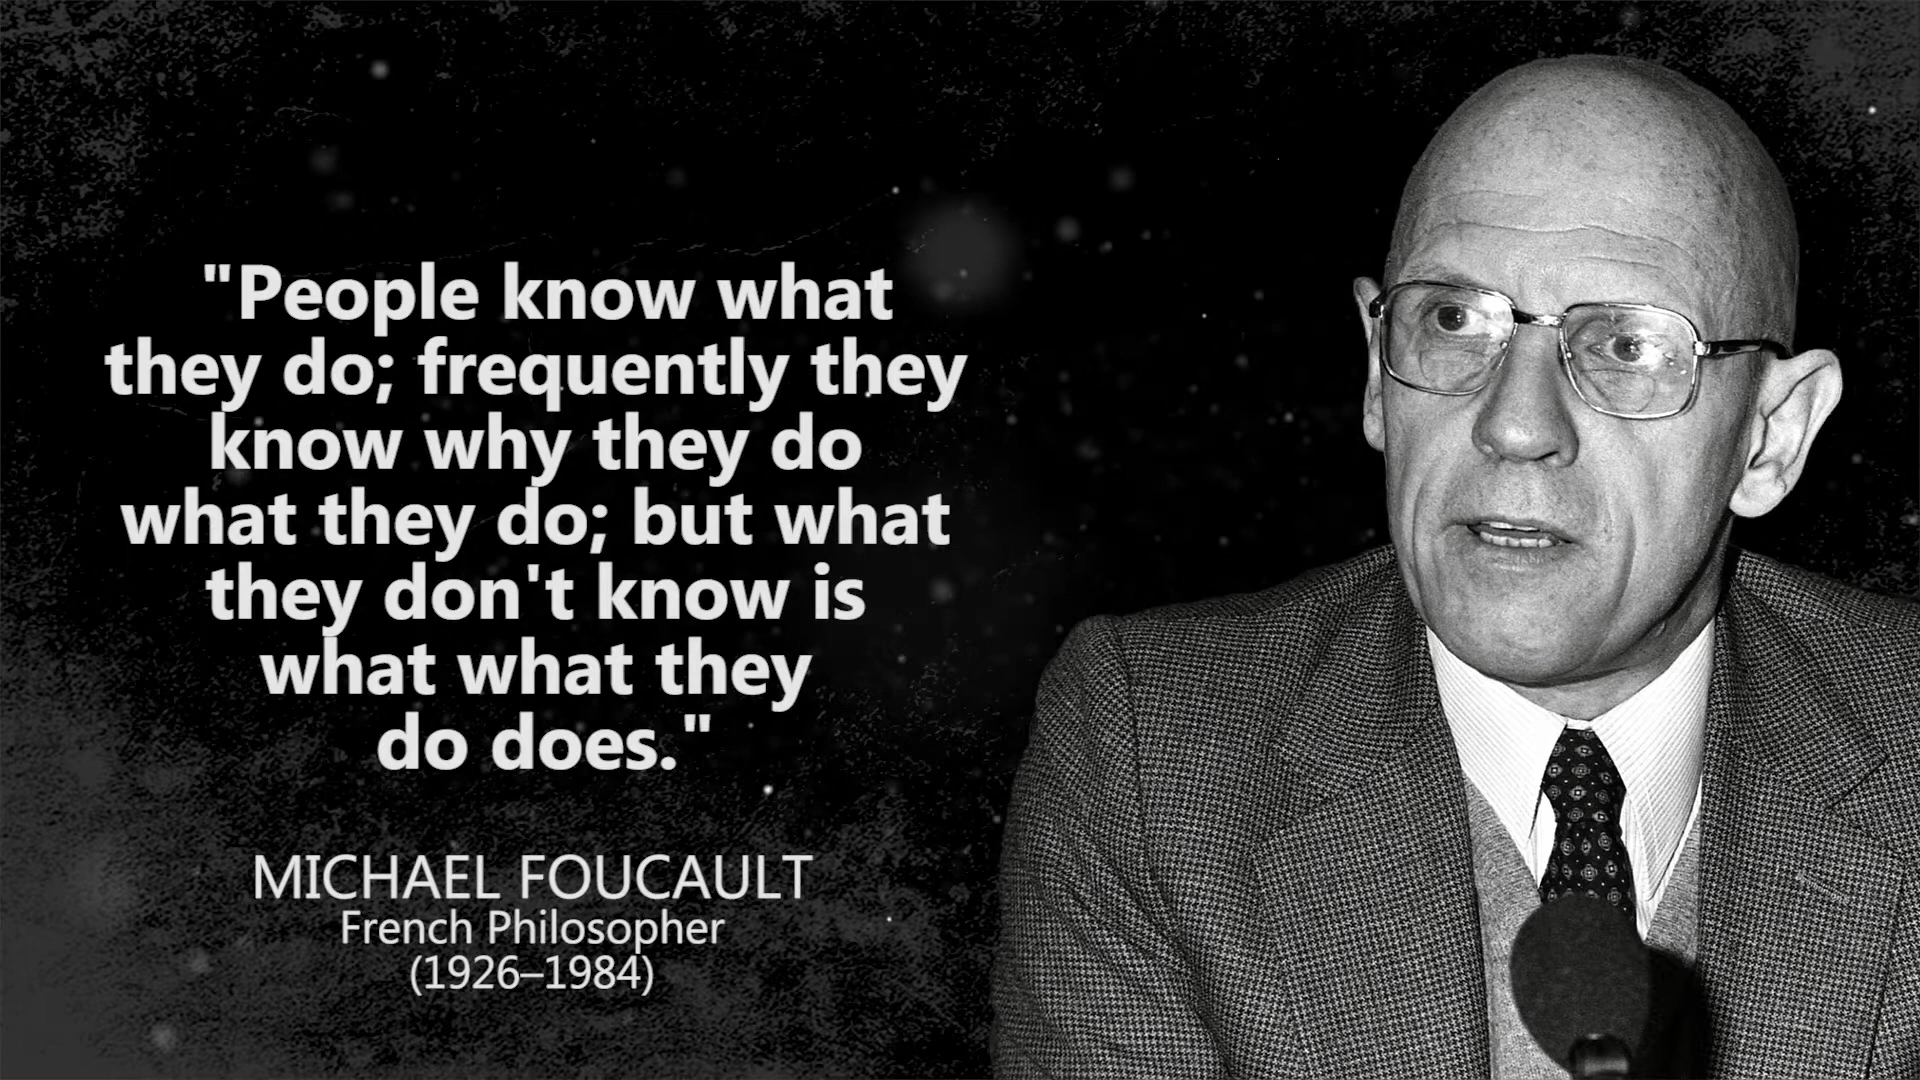 "People know what
they do; frequently they
know why they do
what they do; but what
they don't know is
what what they
do does."
MICHAEL FOUCAULT
French Philosopher
(1926–1984)